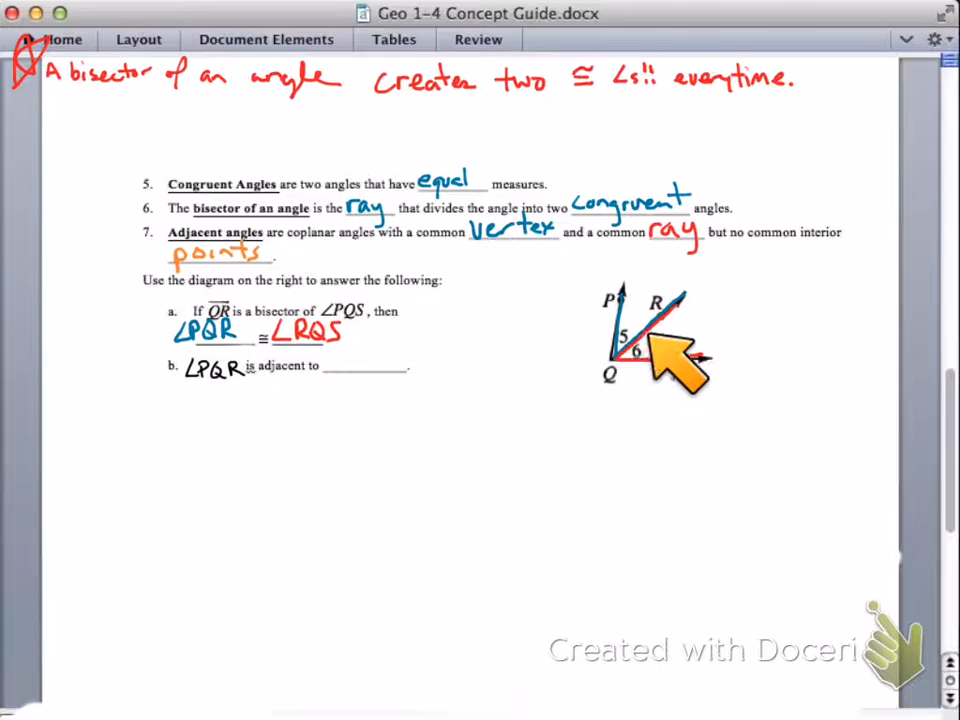 Geo 1-4 Concept Guide.docx
Home Layout Document Elements Tables Review
A bisector of an angle creates two ≅ ∠s!! everytime.
5. Congruent Angles are two angles that have equal measures.
6. The bisector of an angle is the ray that divides the angle into two congruent angles.
7. Adjacent angles are coplanar angles with a common vertex and a common ray but no common interior
points.
Use the diagram on the right to answer the following:
a. If QR is a bisector of ∠PQS, then
∠PQR ≅ ∠RQS
b. ∠PQR is adjacent to ________.
P R
5
6
Q
Created with Doceri